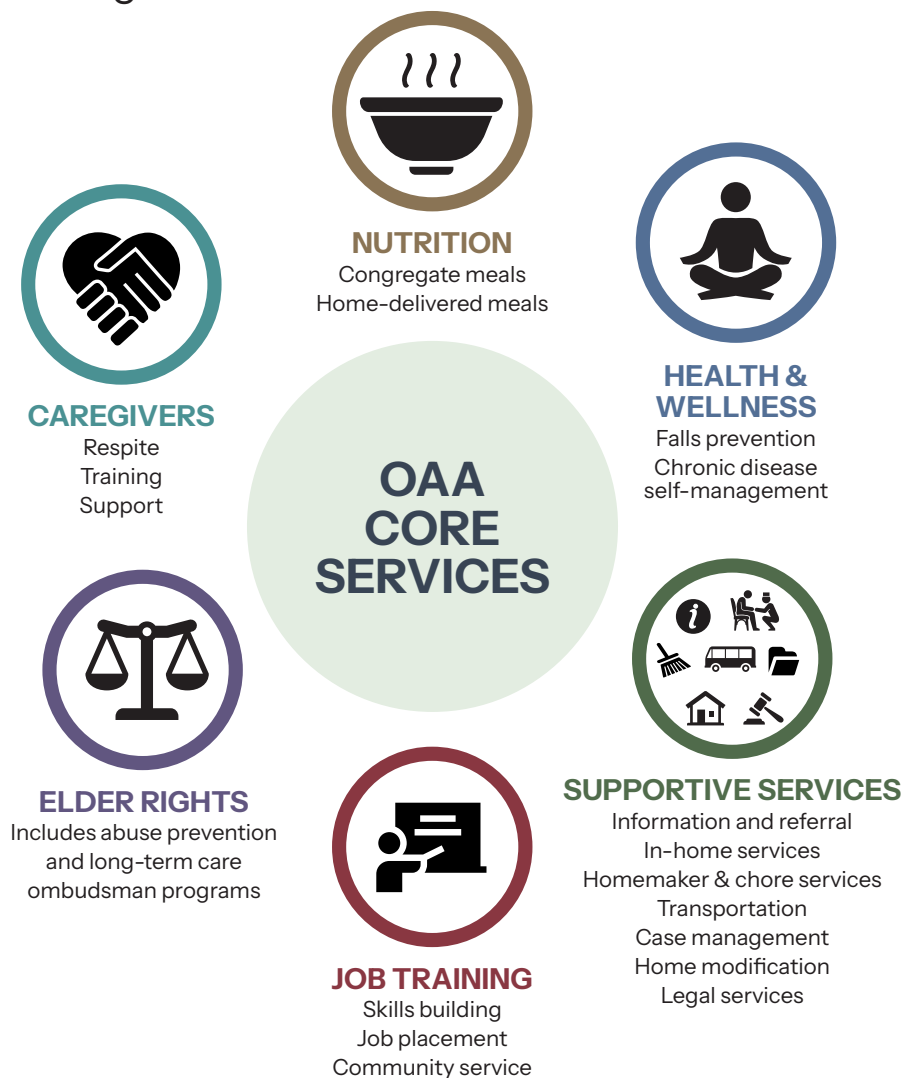 NUTRITION
Congregate meals
Home-delivered meals
HEALTH &
WELLNESS
Falls prevention
Chronic disease
self-management
CAREGIVERS
Respite
Training
Support
OAA
CORE
SERVICES
ELDER RIGHTS
Includes abuse prevention
and long-term care
ombudsman programs
SUPPORTIVE SERVICES
Information and referral
In-home services
Homemaker & chore services
Transportation
Case management
Home modification
Legal services
JOB TRAINING
Skills building
Job placement
Community service